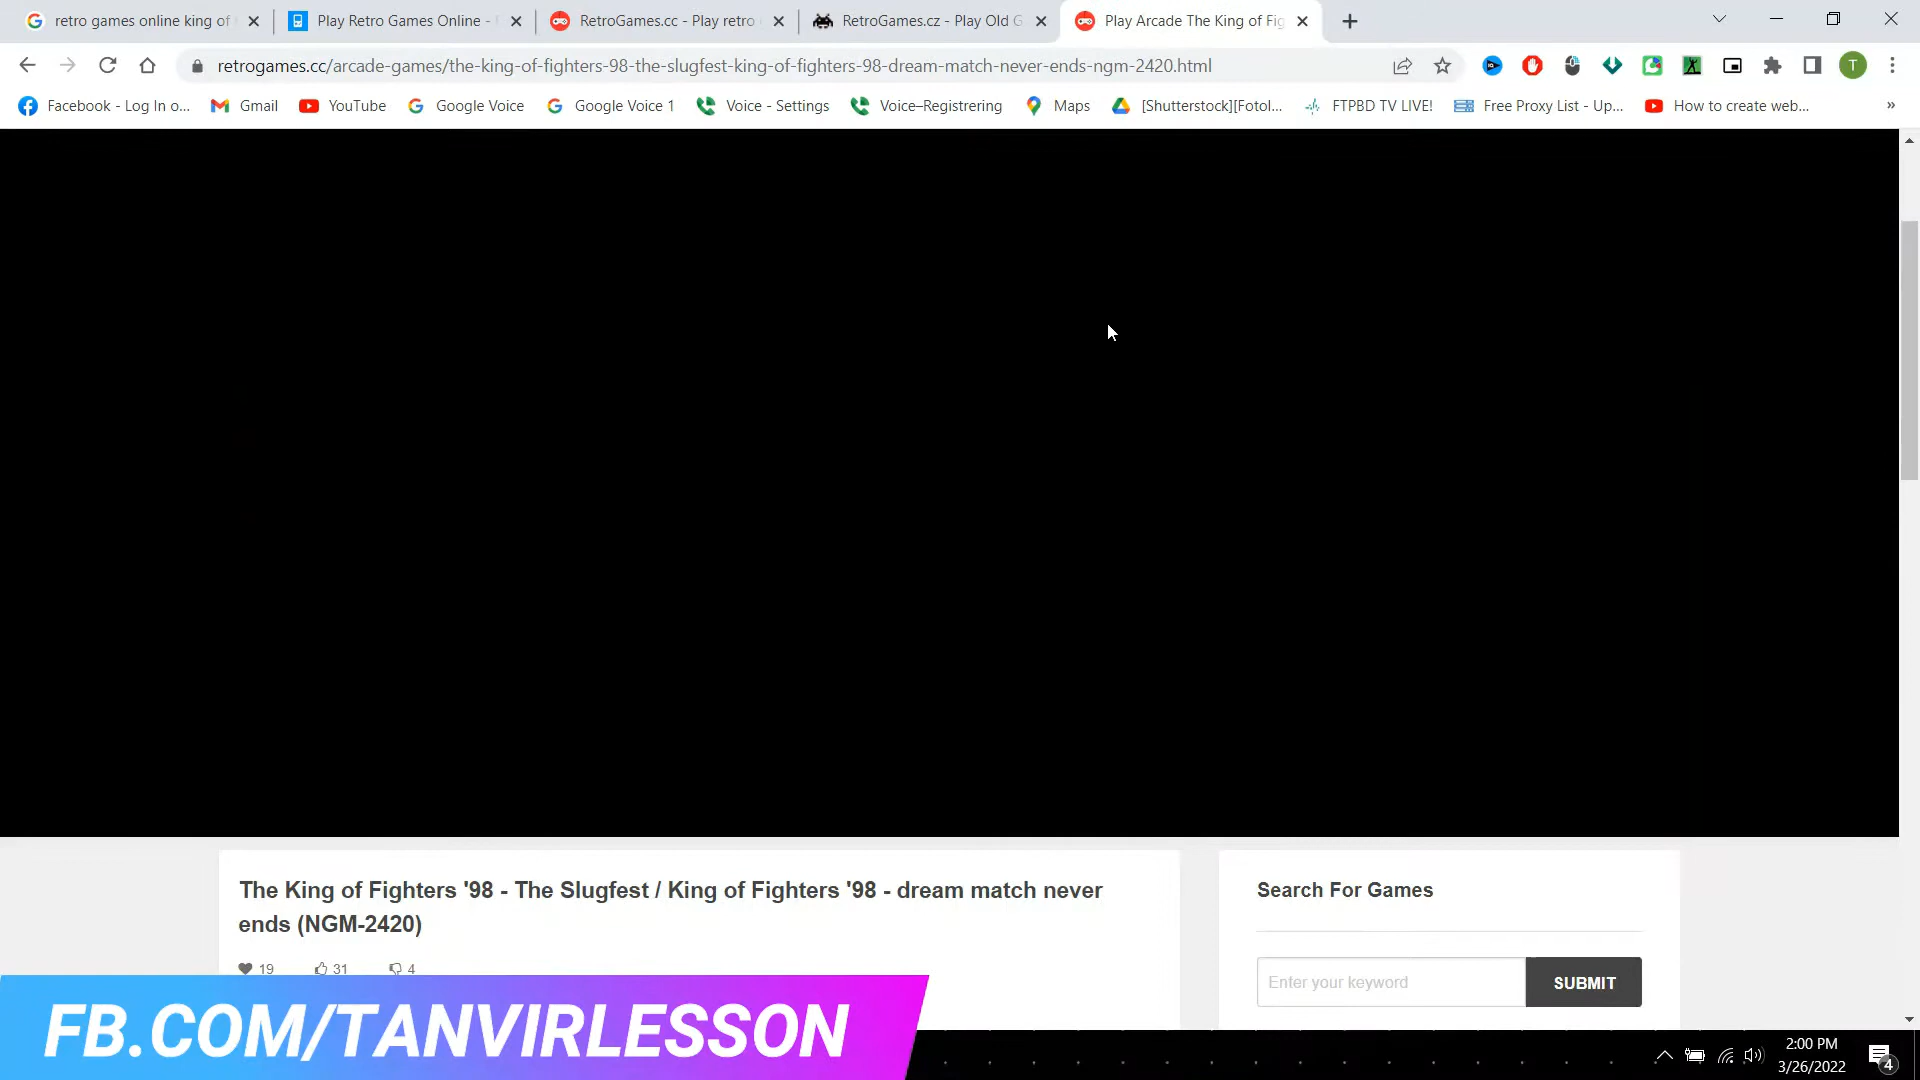 retro games online king of
Play Retro Games Online -
RetroGames.cc - Play retro
RetroGames.cz - Play Old G
Play Arcade The King of Fig
retrogames.cc/arcade-games/the-king-of-fighters-98-the-slugfest-king-of-fighters-98-dream-match-never-ends-ngm-2420.html
T
Facebook - Log In o...
Gmail
YouTube
Google Voice
Google Voice 1
Voice - Settings
Voice–Registrering
Maps
[Shutterstock][Fotol...
FTPBD TV LIVE!
Free Proxy List - Up...
How to create web...
»
The King of Fighters '98 - The Slugfest / King of Fighters '98 - dream match never
ends (NGM-2420)
19
31
4
Search For Games
Enter your keyword
SUBMIT
FB.COM/TANVIRLESSON
2:00 PM
3/26/2022
4